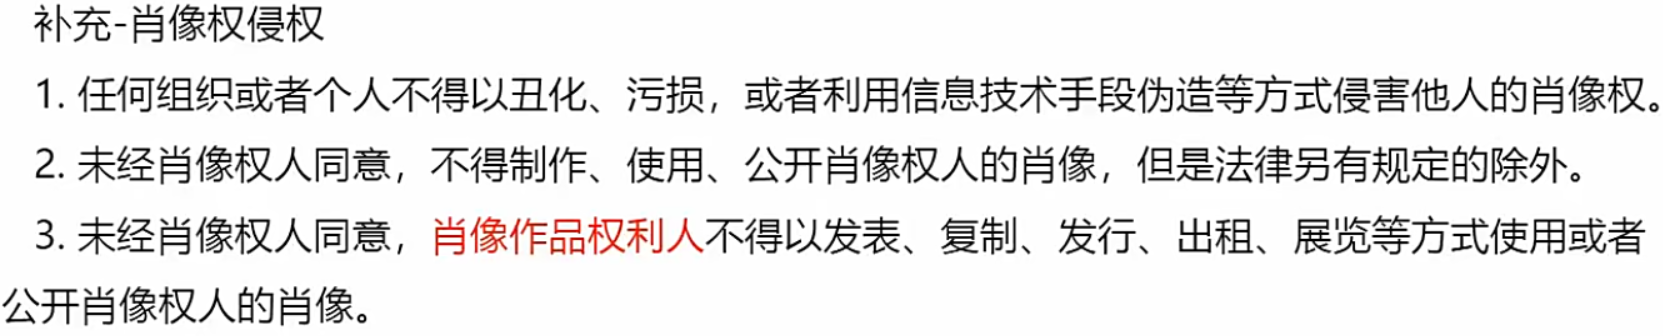 补充-肖像权侵权
1. 任何组织或者个人不得以丑化、污损，或者利用信息技术手段伪造等方式侵害他人的肖像权。
2. 未经肖像权人同意，不得制作、使用、公开肖像权人的肖像，但是法律另有规定的除外。
3. 未经肖像权人同意，肖像作品权利人不得以发表、复制、发行、出租、展览等方式使用或者
公开肖像权人的肖像。